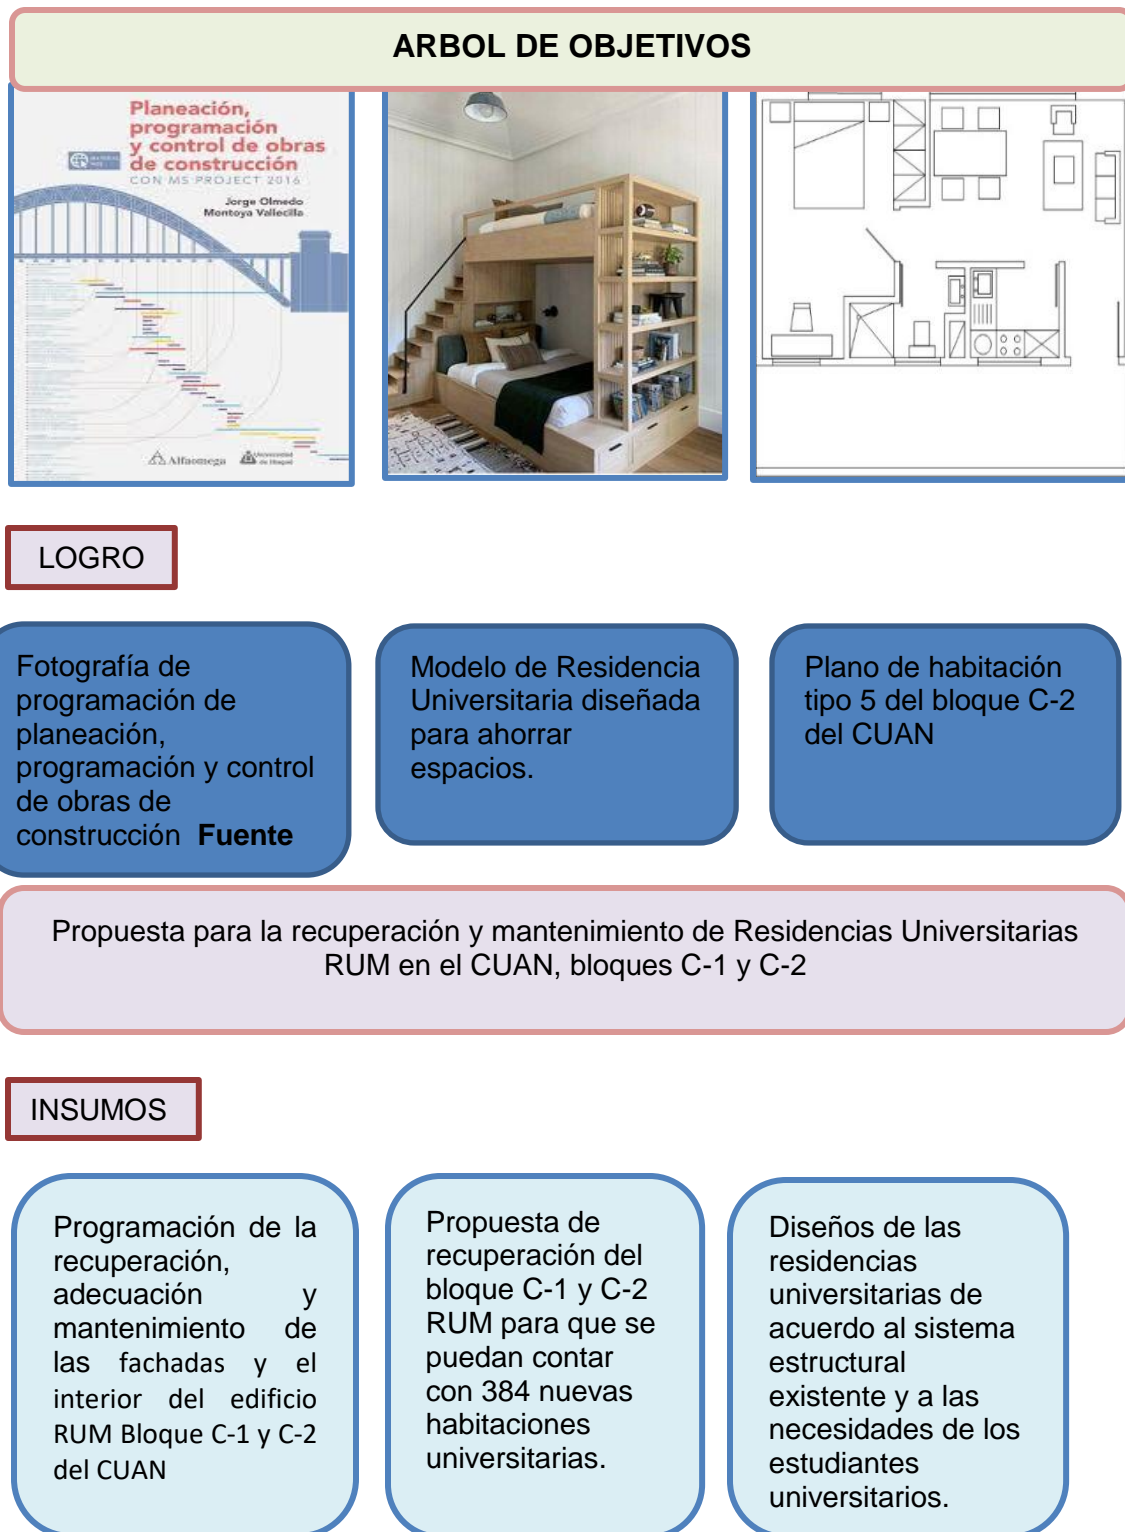 ARBOL DE OBJETIVOS
Planeación,
programación
y control de obras
de construcción
CON MS PROJECT 2016
Jorge Olmedo
Montoya Vallecilla
Alfaomega
Universidad
de Ibagué
LOGRO
Fotografía de
programación de
planeación,
programación y control
de obras de
construcción Fuente
Modelo de Residencia
Universitaria diseñada
para ahorrar
espacios.
Plano de habitación
tipo 5 del bloque C-2
del CUAN
Propuesta para la recuperación y mantenimiento de Residencias Universitarias
RUM en el CUAN, bloques C-1 y C-2
INSUMOS
Programación de la
recuperación,
adecuación y
mantenimiento de
las fachadas y el
interior del edificio
RUM Bloque C-1 y C-2
del CUAN
Propuesta de
recuperación del
bloque C-1 y C-2
RUM para que se
puedan contar
con 384 nuevas
habitaciones
universitarias.
Diseños de las
residencias
universitarias de
acuerdo al sistema
estructural
existente y a las
necesidades de los
estudiantes
universitarios.